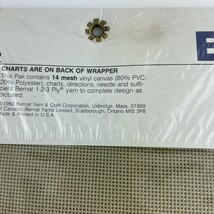 CHARTS ARE ON BACK OF WRAPPER
This Pak contains 14 mesh vinyl canvas (80% PVC,
20% Polyester), charts, directions, needle and suffi-
cient Bernat 1-2-3 Ply® yarn to complete design as
pictured.
©1982 Bernat Yarn & Craft Corporation, Uxbridge, Mass. 01569
In Canada: Bernat Yarns Limited, Scarborough, Ontario M1S 3P8
Made & Printed in U.S.A.